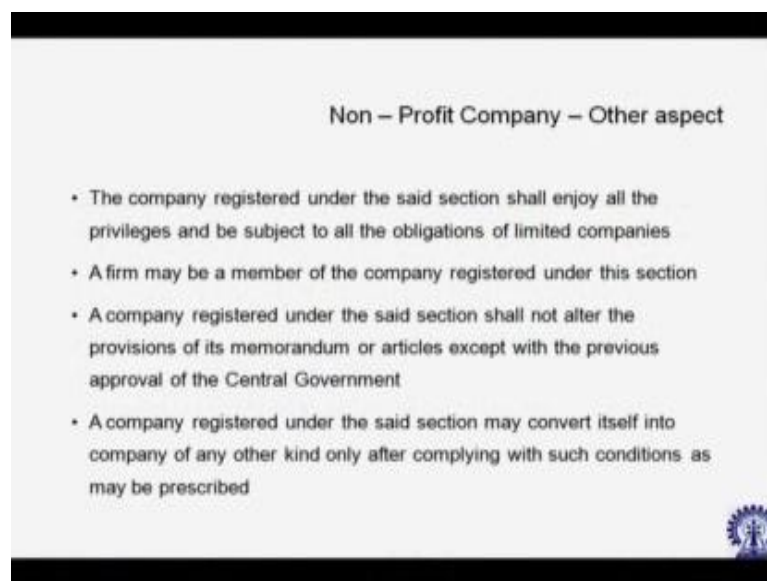 Non – Profit Company – Other aspect
• The company registered under the said section shall enjoy all the
privileges and be subject to all the obligations of limited companies
• A firm may be a member of the company registered under this section
• A company registered under the said section shall not alter the
provisions of its memorandum or articles except with the previous
approval of the Central Government
• A company registered under the said section may convert itself into
company of any other kind only after complying with such conditions as
may be prescribed